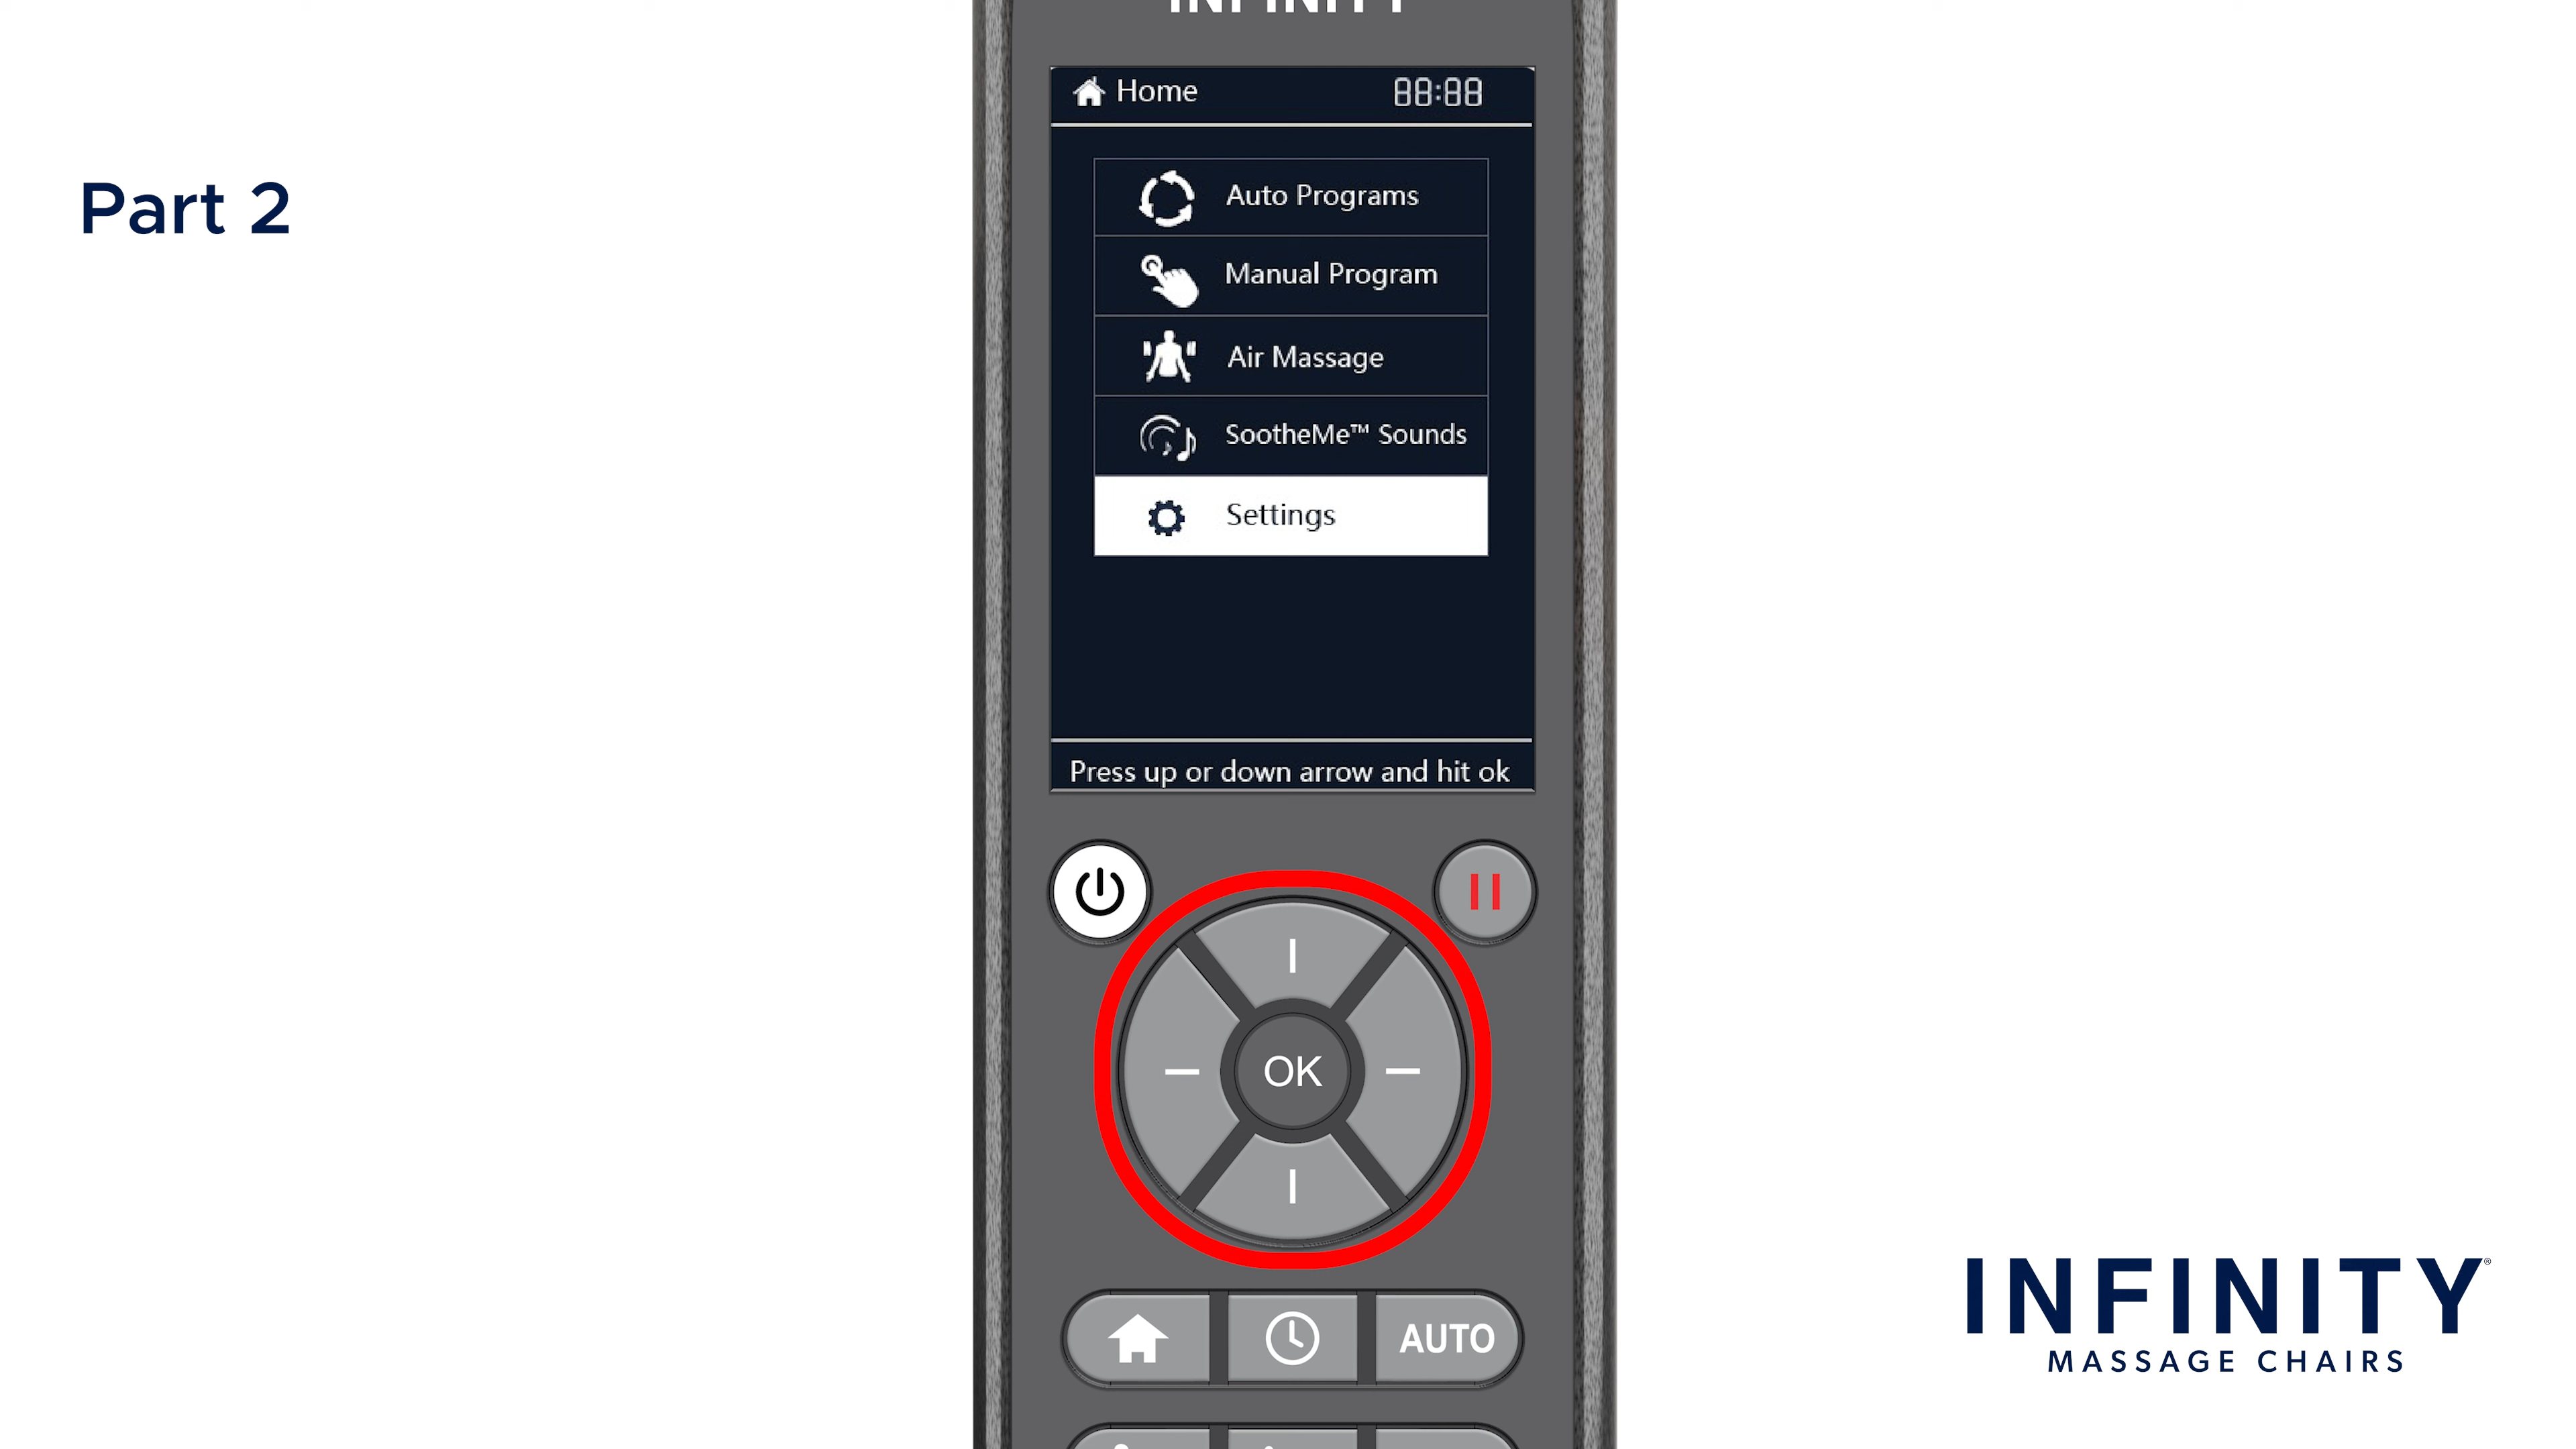 INFINITY
Home 88:88
Part 2
Auto Programs
Manual Program
Air Massage
SootheMe™ Sounds
Settings
Press up or down arrow and hit ok
OK
AUTO
INFINITY®
MASSAGE CHAIRS